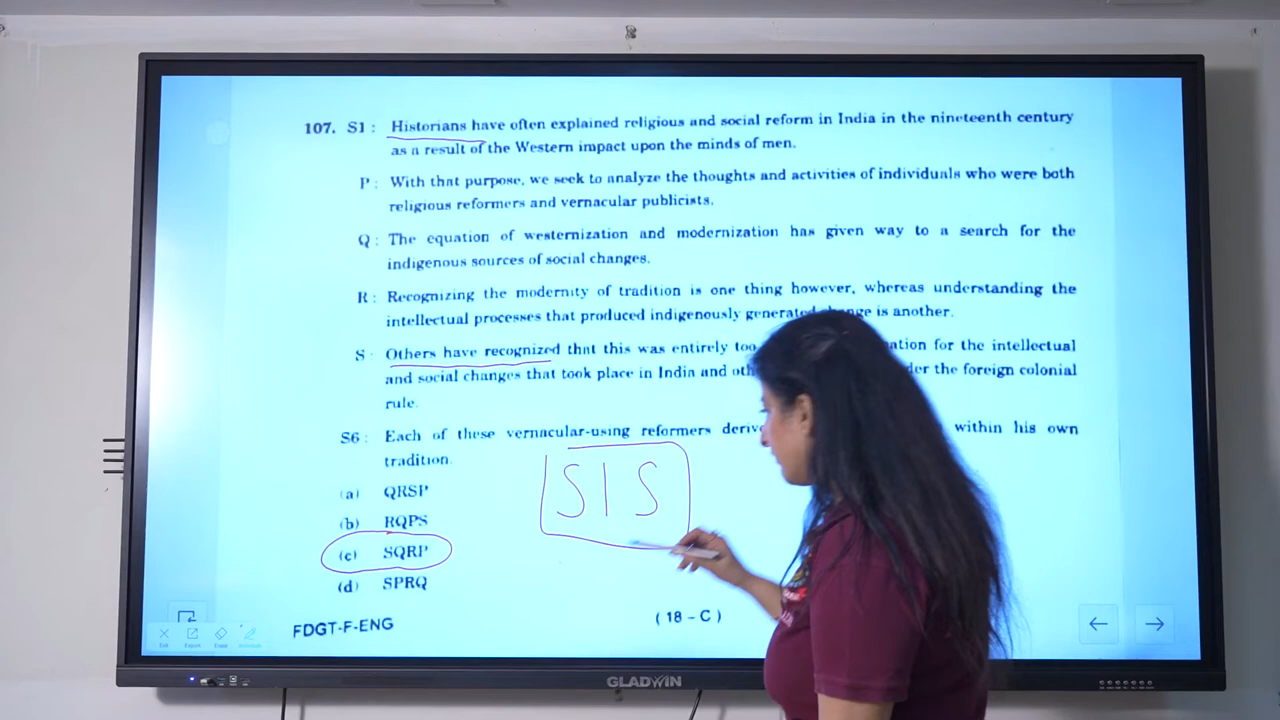 107. S1 : Historians have often explained religious and social reform in India in the nineteenth century
as a result of the Western impact upon the minds of men.
P : With that purpose, we seek to analyze the thoughts and activities of individuals who were both
religious reformers and vernacular publicists.
Q : The equation of westernization and modernization has given way to a search for the
indigenous sources of social changes.
R : Recognizing the modernity of tradition is one thing however, whereas understanding the
intellectual processes that produced indigenously generated is another.
S : Others have recognized that this was entirely too for the intellectual
and social changes that took place in India and the foreign colonial
rule.
S6 : Each of these vernacular-using reformers within his own
tradition.
S1S
(a) QRSP
(b) RQPS
(c) SQRP
(d) SPRQ
FDGT-F-ENG
( 18 – C )
Exit Export Erase
GLADWIN